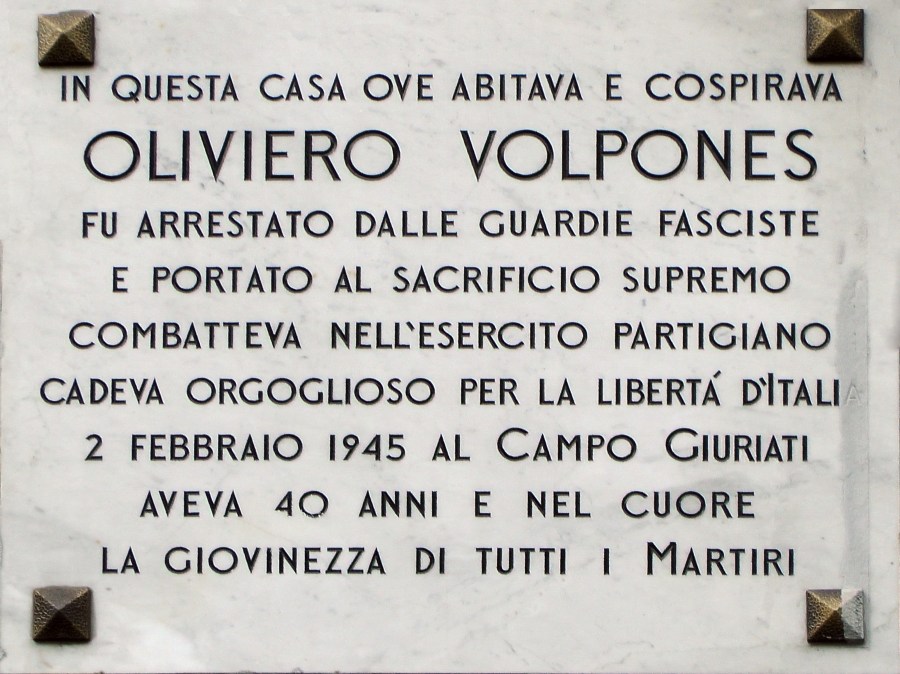 IN QUESTA CASA OVE ABITAVA E COSPIRAVA
OLIVIERO VOLPONES
FU ARRESTATO DALLE GUARDIE FASCISTE
E PORTATO AL SACRIFICIO SUPREMO
COMBATTEVA NELL'ESERCITO PARTIGIANO
CADEVA ORGOGLIOSO PER LA LIBERTÁ D'ITALIA
2 FEBBRAIO 1945 AL CAMPO GIURIATI
AVEVA 40 ANNI E NEL CUORE
LA GIOVINEZZA DI TUTTI I MARTIRI